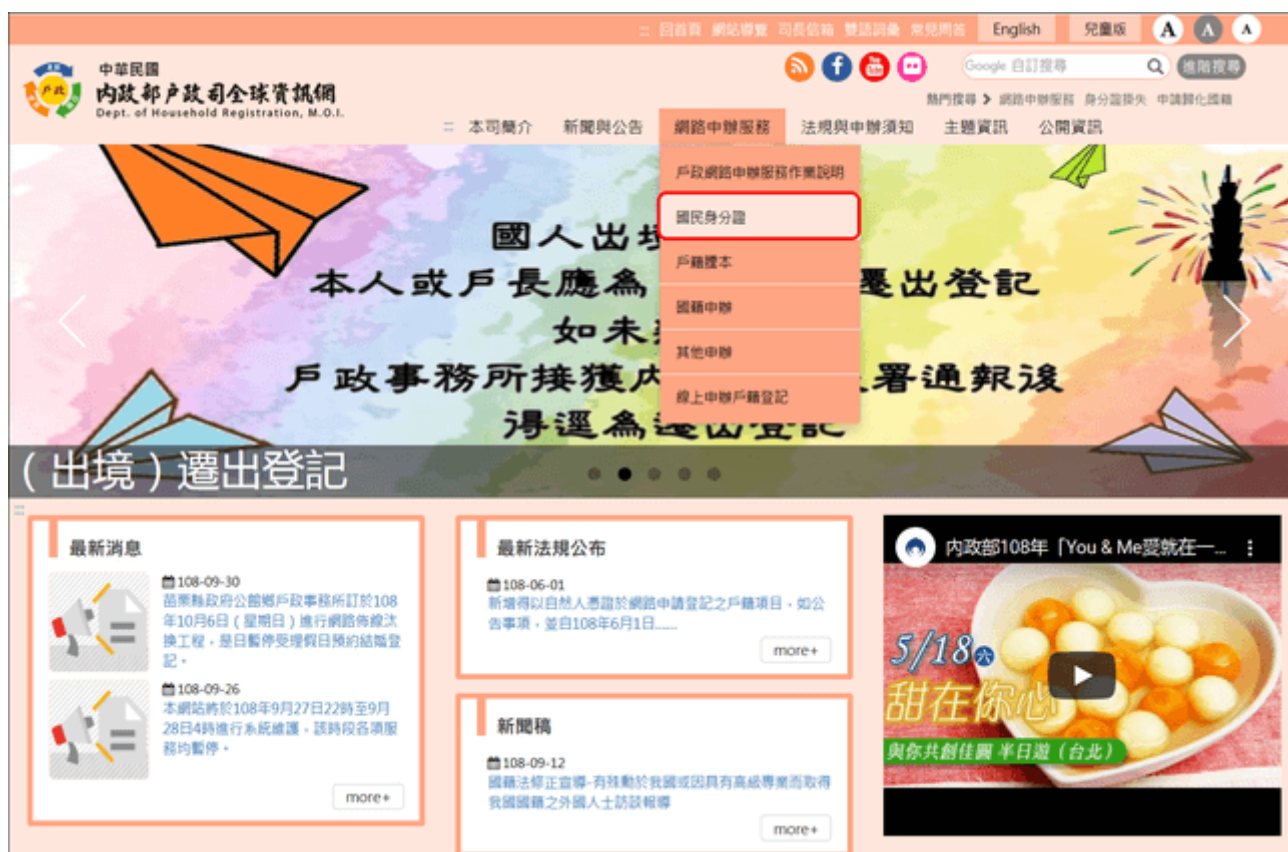 ::: 回首頁 網站導覽 司長信箱 雙語詞彙 常見問答 English 兒童版 A A A
中華民國
內政部戶政司全球資訊網
Dept. of Household Registration, M.O.I.
Google 自訂搜尋 進階搜尋
熱門搜尋 網路申辦服務 身分證掛失 申請歸化國籍
::: 本司簡介 新聞與公告 網路申辦服務 法規與申辦須知 主題資訊 公開資訊
戶政網路申辦服務作業說明
國民身分證
戶籍謄本
國籍申辦
其他申辦
線上申辦戶籍登記
國人出境
本人或戶長應為 遷出登記
如未
戶政事務所接獲內 署通報後
得逕為遷出登記
(出境)遷出登記
:::
最新消息
108-09-30
苗栗縣政府公館鄉戶政事務所訂於108
年10月6日(星期日)進行網路佈線汰
換工程,是日暫停受理假日預約結婚登
記。
108-09-26
本網站將於108年9月27日22時至9月
28日4時進行系統維護,該時段各項服
務均暫停。
more+
最新法規公布
108-06-01
新增得以自然人憑證於網路申請登記之戶籍項目,如公
告事項,並自108年6月1日......
more+
新聞稿
108-09-12
國籍法修正宣導-有殊勳於我國或因具有高級專業而取得
我國國籍之外國人士訪談報導
more+
內政部108年「You & Me愛就在一...
5/18六
甜在你心
與你共創佳圓 半日遊(台北)